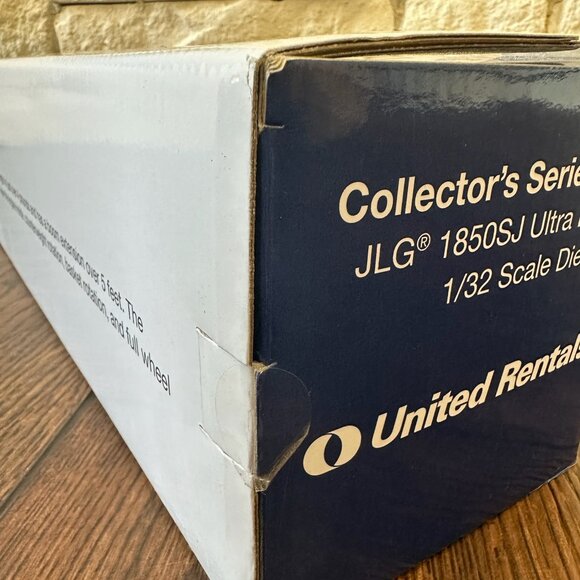 boom extension over 5 feet. The
basket rotation, and full wheel
Collector's Serie
JLG® 1850SJ Ultra
1/32 Scale Die
United Rentals